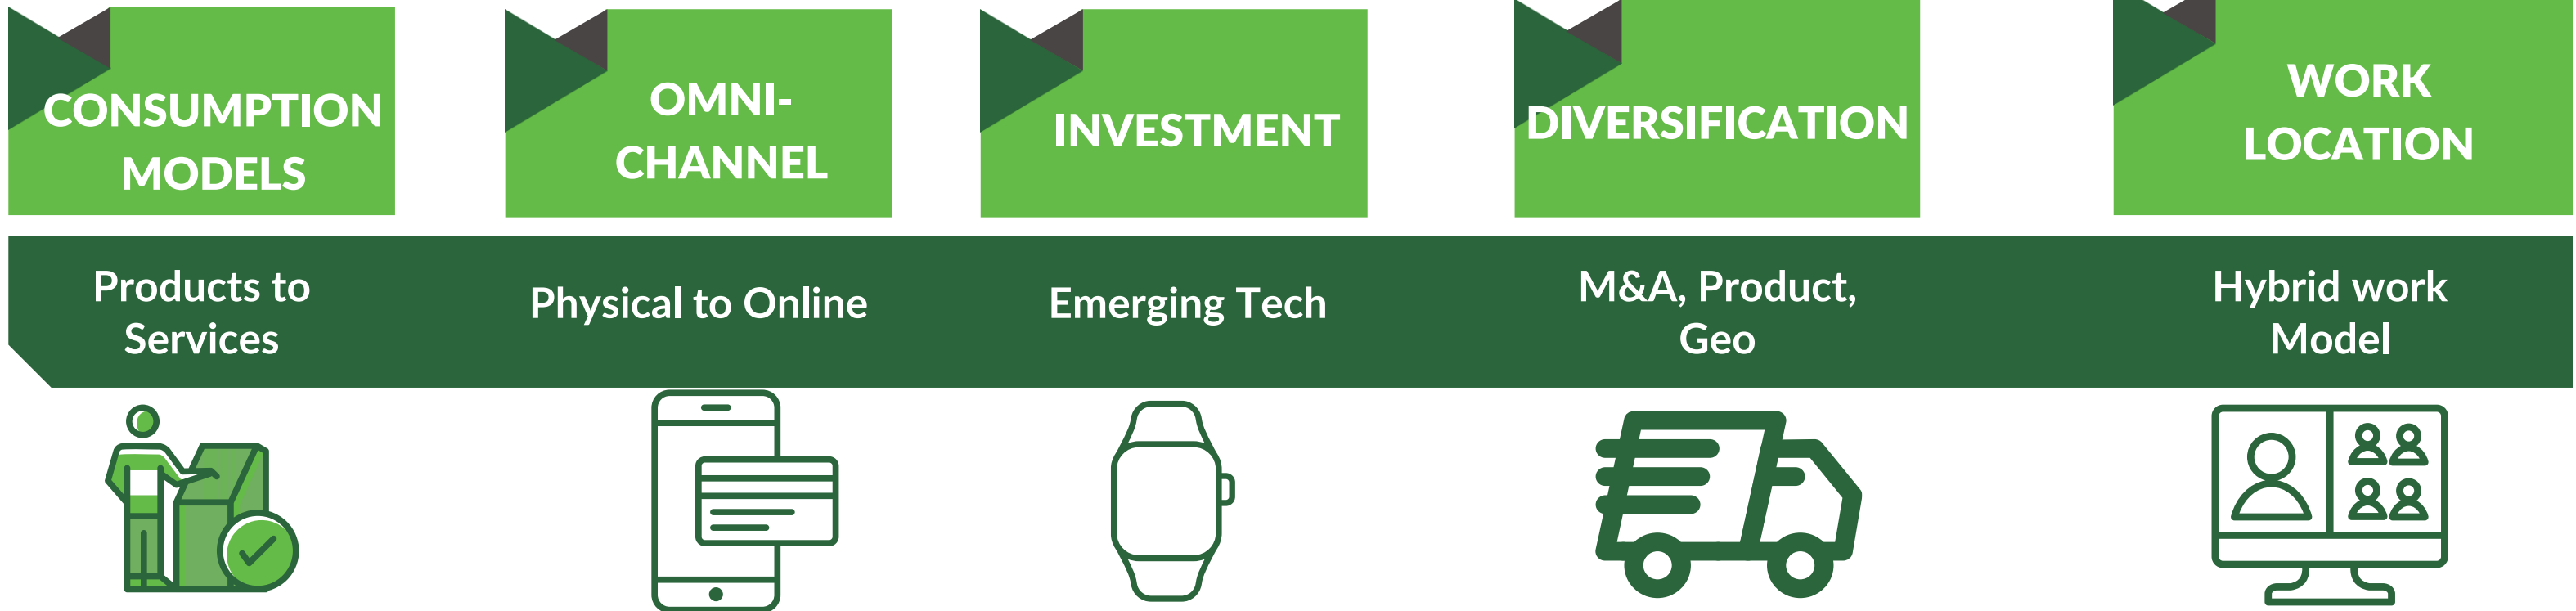 CONSUMPTION
MODELS
OMNI-
CHANNEL
INVESTMENT
DIVERSIFICATION
WORK
LOCATION
Products to
Services
Physical to Online
Emerging Tech
M&A, Product,
Geo
Hybrid work
Model